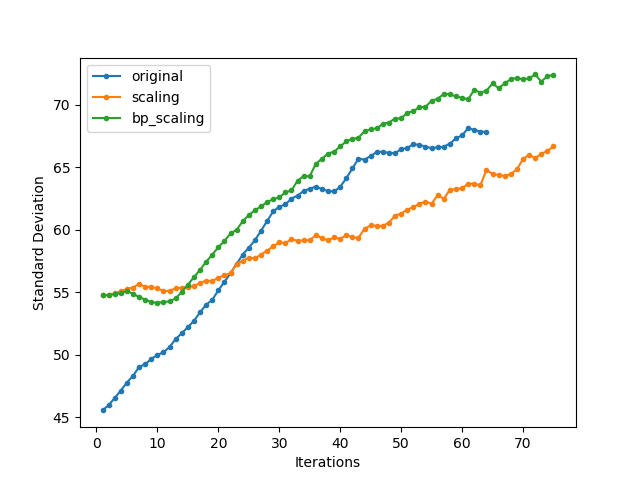 original
scaling
bp_scaling
70
65
60
55
50
45
Standard Deviation
0 10 20 30 40 50 60 70
Iterations